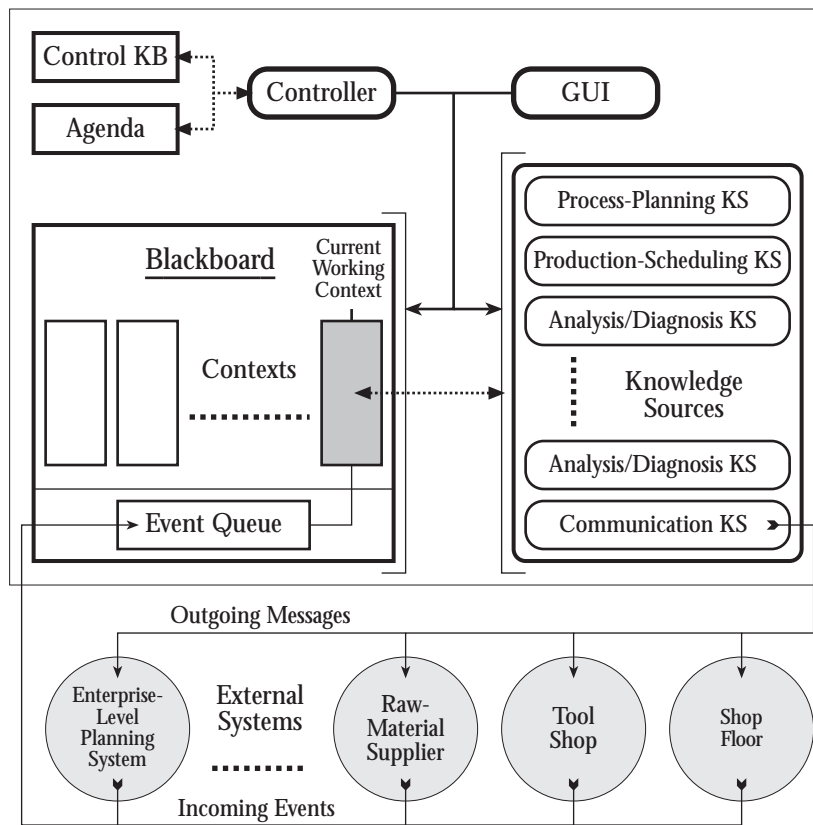 Control KB
Agenda
Controller
GUI
Blackboard
Current
Working
Context
Contexts
Event Queue
Process-Planning KS
Production-Scheduling KS
Analysis/Diagnosis KS
Knowledge
Sources
Analysis/Diagnosis KS
Communication KS
Outgoing Messages
Enterprise-
Level
Planning
System
External
Systems
Raw-
Material
Supplier
Tool
Shop
Shop
Floor
Incoming Events